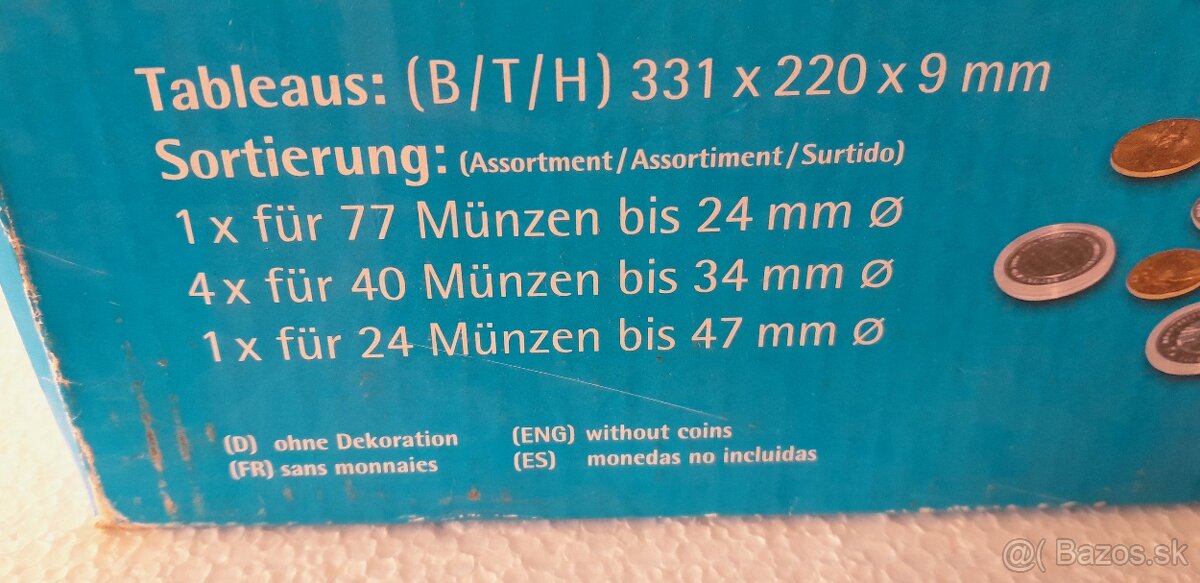 Tableaus: (B/T/H) 331 x 220 x 9 mm
Sortierung: (Assortment/Assortiment/Surtido)
1 x für 77 Münzen bis 24 mm Ø
4 x für 40 Münzen bis 34 mm Ø
1 x für 24 Münzen bis 47 mm Ø
(D) ohne Dekoration (ENG) without coins
(FR) sans monnaies (ES) monedas no incluidas
@( Bazos.sk